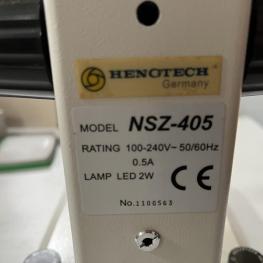 HENOTECH
Germany
MODEL NSZ-405
RATING 100-240V~ 50/60Hz
0.5A
LAMP LED 2W CE
No.1100563